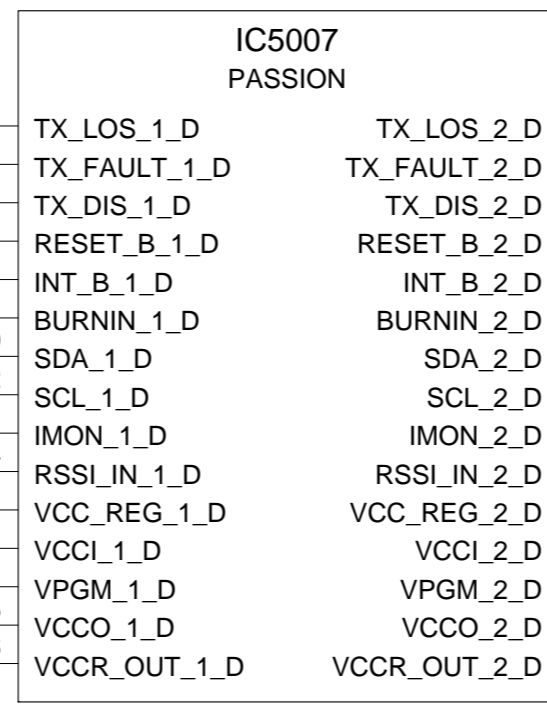 IC5007
PASSION
TX_LOS_1_D TX_LOS_2_D
TX_FAULT_1_D TX_FAULT_2_D
TX_DIS_1_D TX_DIS_2_D
RESET_B_1_D RESET_B_2_D
INT_B_1_D INT_B_2_D
BURNIN_1_D BURNIN_2_D
SDA_1_D SDA_2_D
SCL_1_D SCL_2_D
IMON_1_D IMON_2_D
RSSI_IN_1_D RSSI_IN_2_D
VCC_REG_1_D VCC_REG_2_D
VCCI_1_D VCCI_2_D
VPGM_1_D VPGM_2_D
VCCO_1_D VCCO_2_D
VCCR_OUT_1_D VCCR_OUT_2_D